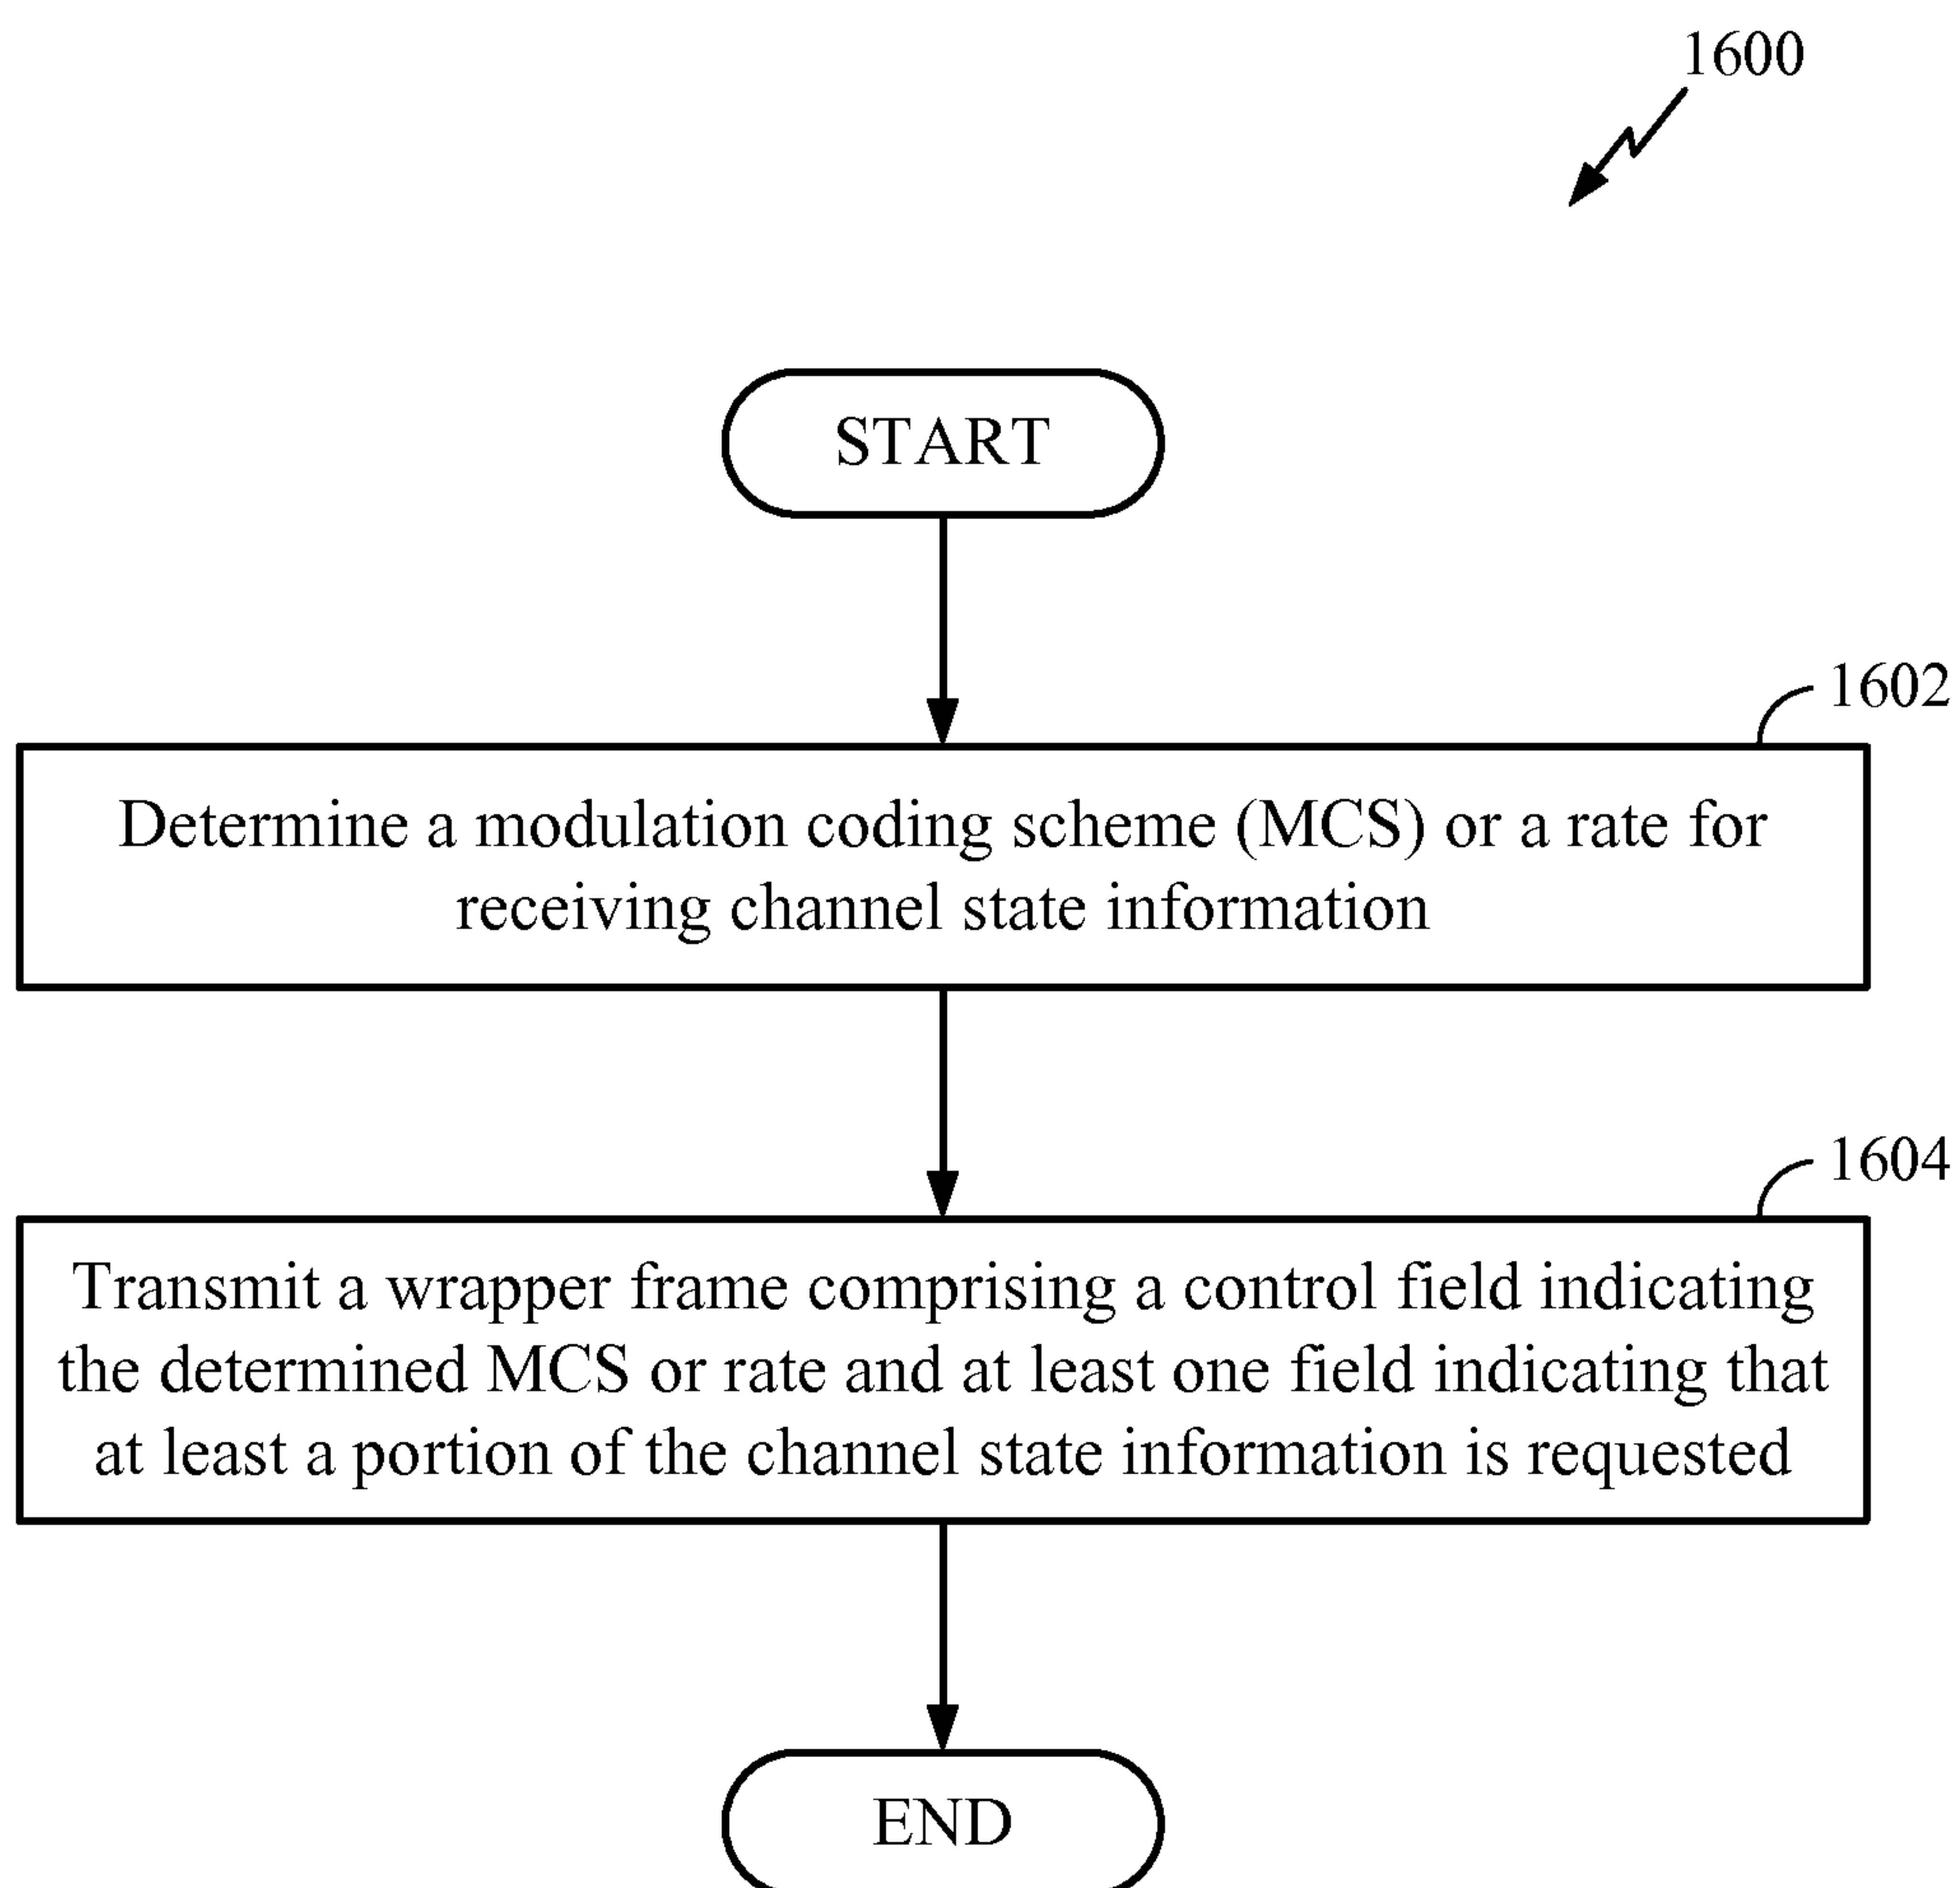 1600
START
1602
Determine a modulation coding scheme (MCS) or a rate for
receiving channel state information
1604
Transmit a wrapper frame comprising a control field indicating
the determined MCS or rate and at least one field indicating that
at least a portion of the channel state information is requested
END